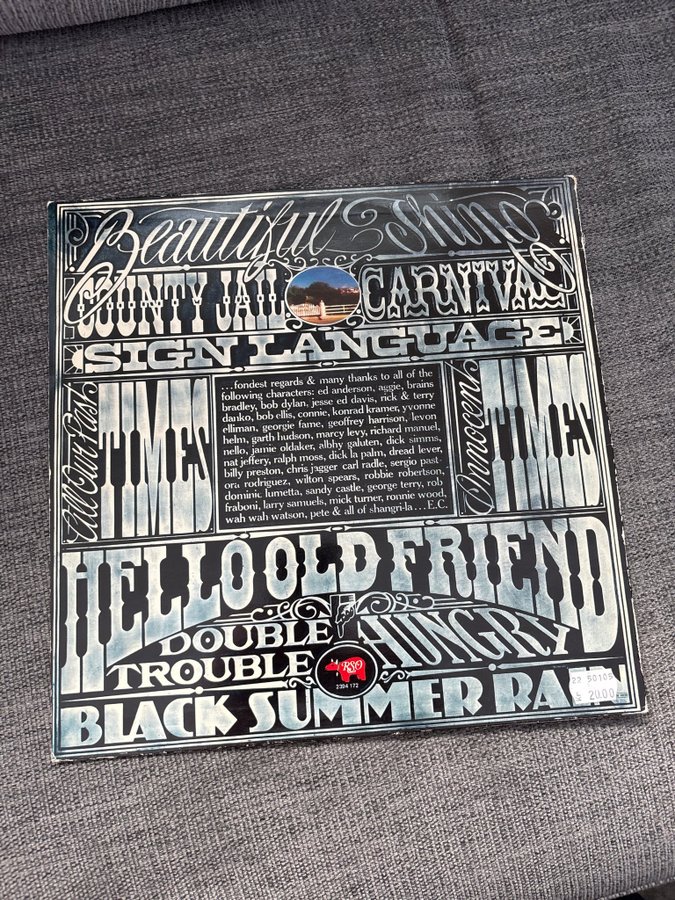 Beautiful Thing
COUNTY JAIL
CARNIVAL
SIGN LANGUAGE
All Our Past
TIMES
...fondest regards & many thanks to all of the
following characters: ed anderson, aggie, brains
bradley, bob dylan, jesse ed davis, rick & terry
danko, bob ellis, connie, konrad kramer, yvonne
elliman, georgie fame, geoffrey harrison, levon
helm, garth hudson, marcy levy, richard manuel,
nello, jamie oldaker, albhy galuten, dick simms,
nat jeffery, ralph moss, dick la palm, dread lever,
billy preston, chris jagger carl radle, sergio past-
ora rodriguez, wilton spears, robbie robertson,
dominic lumetta, sandy castle, george terry, rob
fraboni, larry samuels, mick turner, ronnie wood,
wah wah watson, pete & all of shangri-la...E.C.
Innocent
TIMES
HELLO OLD FRIEND
DOUBLE
TROUBLE
HUNGRY
RSO
2394 172
BLACK SUMMER RAIN
22 50109
20.00